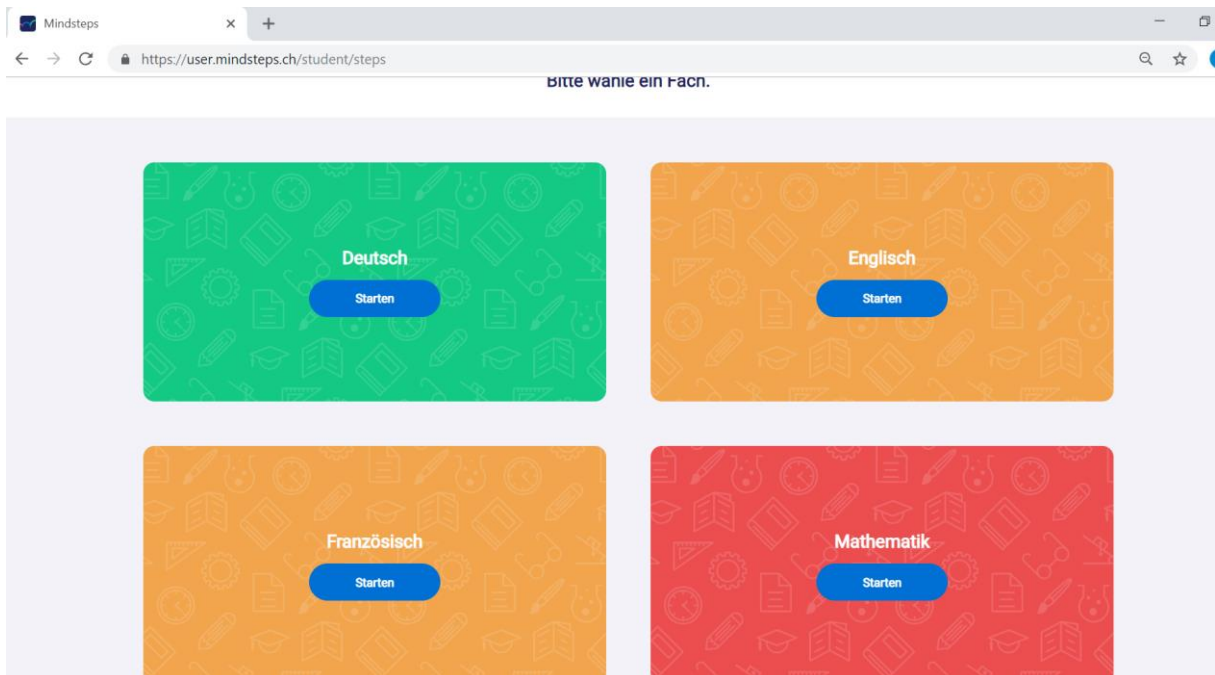 Mindsteps
https://user.mindsteps.ch/student/steps
Bitte wähle ein Fach.
Deutsch
Starten
Englisch
Starten
Französisch
Starten
Mathematik
Starten